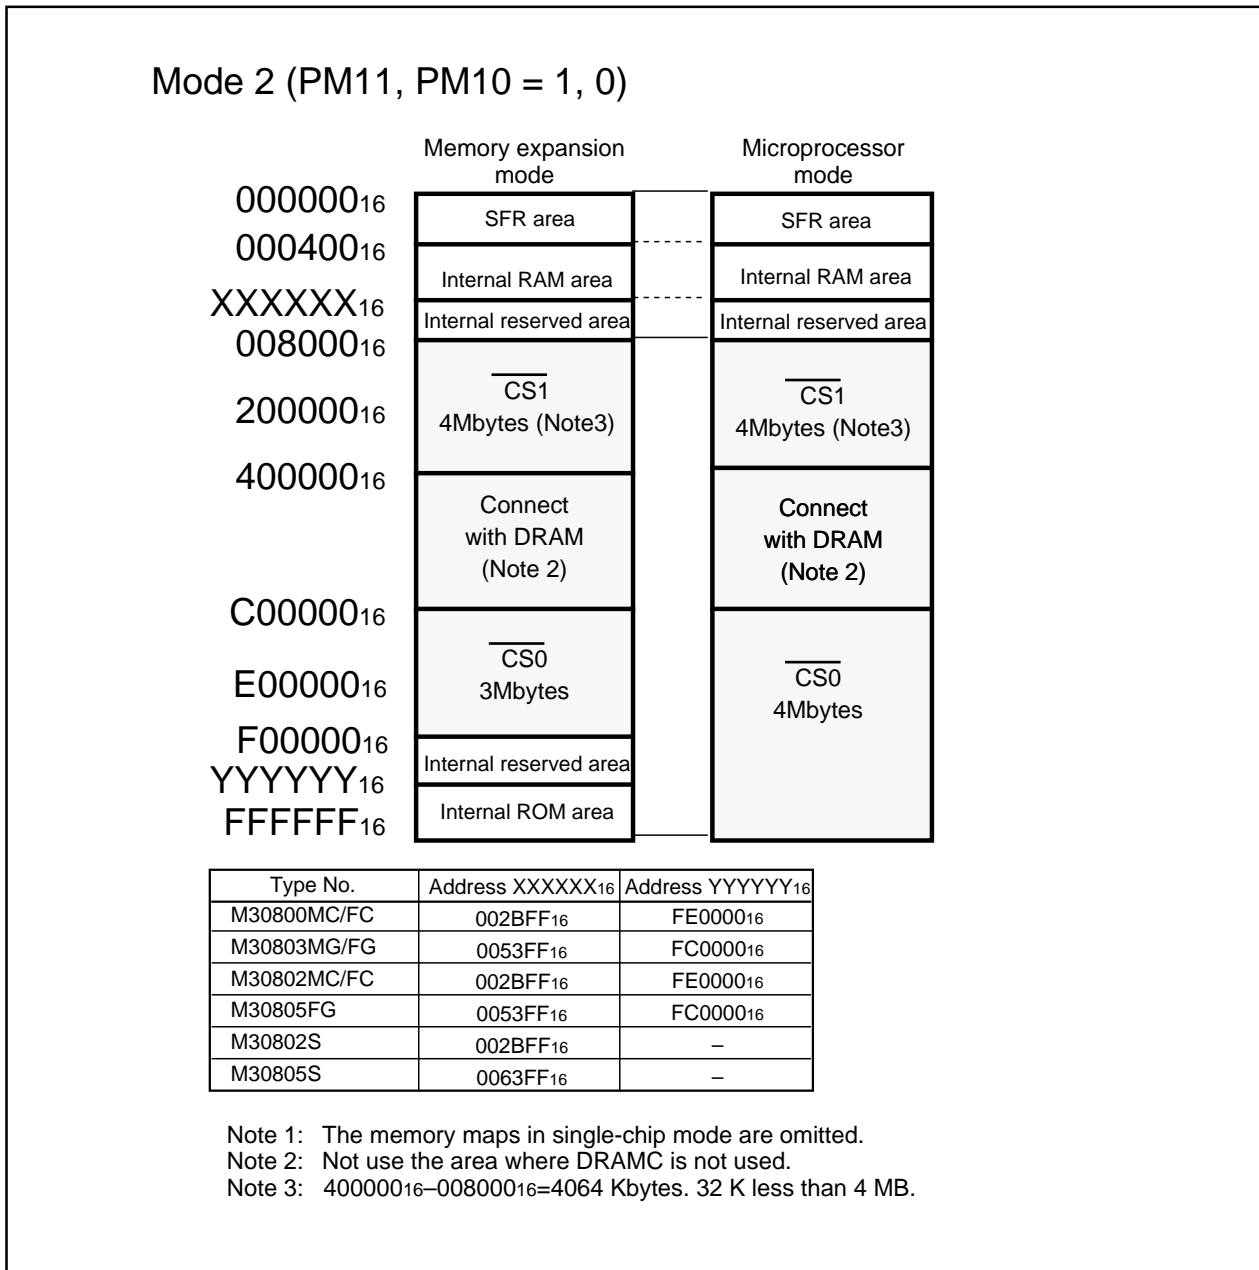 Mode 2 (PM11, PM10 = 1, 0)
Memory expansion
mode
Microprocessor
mode
000000₁₆
000400₁₆
XXXXXX₁₆
008000₁₆
200000₁₆
400000₁₆
C00000₁₆
E00000₁₆
F00000₁₆
YYYYYY₁₆
FFFFFF₁₆
SFR area
Internal RAM area
Internal reserved area
CS1
4Mbytes (Note3)
Connect
with DRAM
(Note 2)
CS0
3Mbytes
Internal reserved area
Internal ROM area
SFR area
Internal RAM area
Internal reserved area
CS1
4Mbytes (Note3)
Connect
with DRAM
(Note 2)
CS0
4Mbytes
Type No. Address XXXXXX₁₆ Address YYYYYY₁₆
M30800MC/FC 002BFF₁₆ FE0000₁₆
M30803MG/FG 0053FF₁₆ FC0000₁₆
M30802MC/FC 002BFF₁₆ FE0000₁₆
M30805FG 0053FF₁₆ FC0000₁₆
M30802S 002BFF₁₆ –
M30805S 0063FF₁₆ –
Note 1: The memory maps in single-chip mode are omitted.
Note 2: Not use the area where DRAMC is not used.
Note 3: 400000₁₆–008000₁₆=4064 Kbytes. 32 K less than 4 MB.